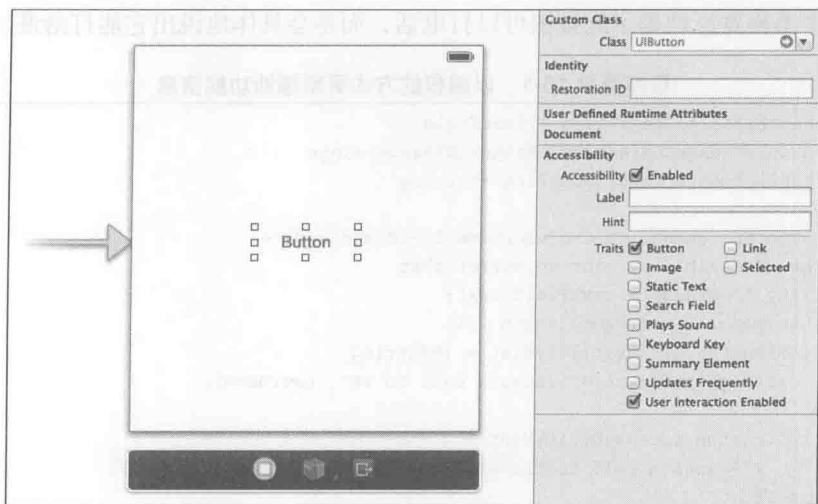 Button
Custom Class
Class UIButton
Identity
Restoration ID
User Defined Runtime Attributes
Document
Accessibility
Accessibility Enabled
Label
Hint
Traits Button Link
Image Selected
Static Text
Search Field
Plays Sound
Keyboard Key
Summary Element
Updates Frequently
User Interaction Enabled